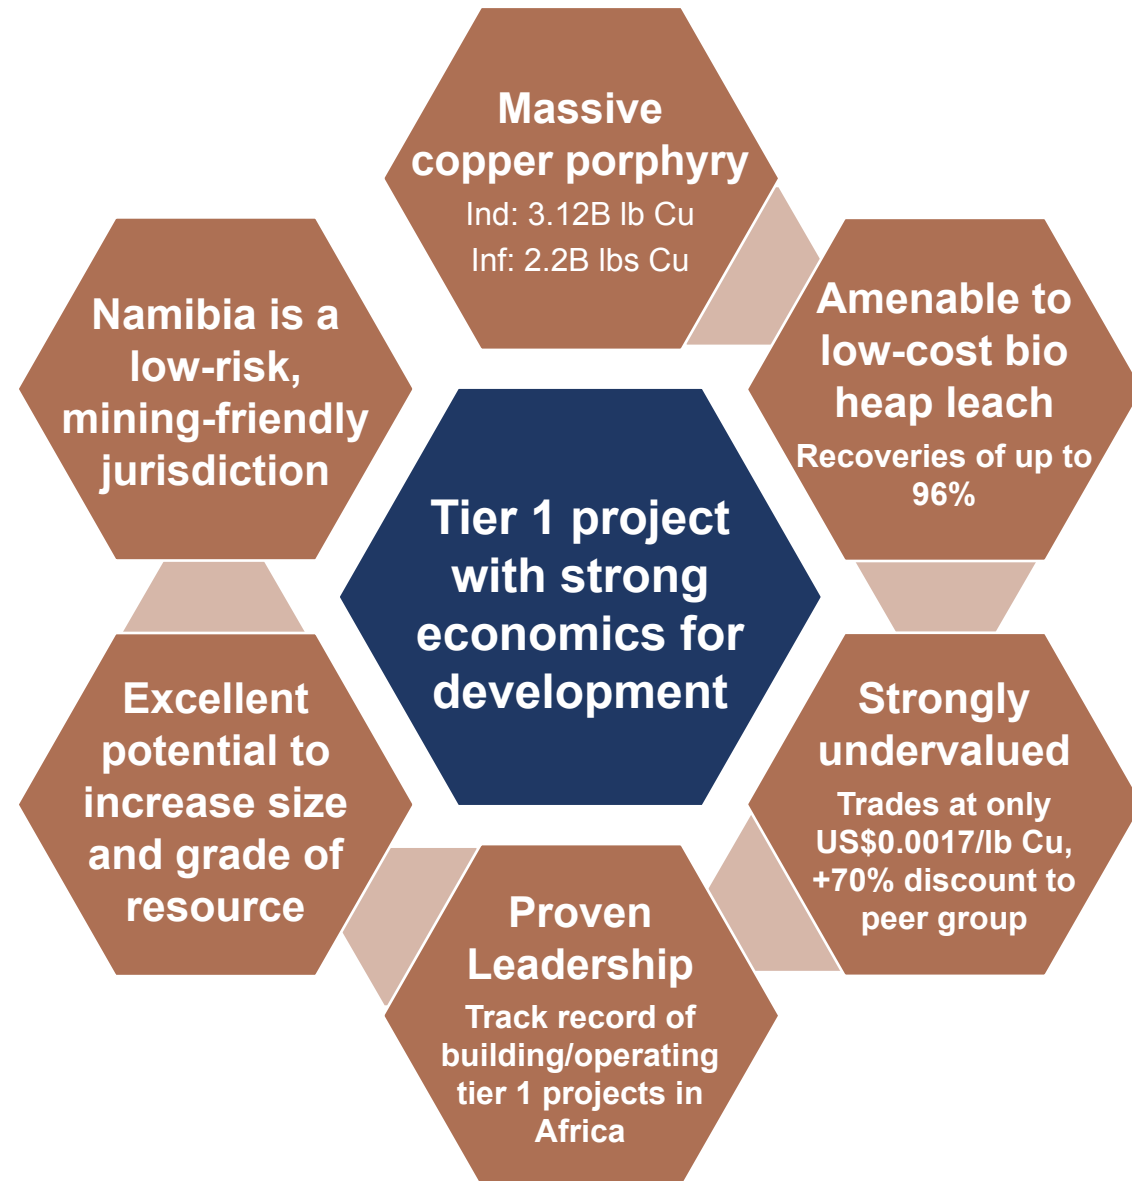 Massive
copper porphyry
Ind: 3.12B lb Cu
Inf: 2.2B lbs Cu
Amenable to
low-cost bio
heap leach
Recoveries of up to
96%
Strongly
undervalued
Trades at only
US$0.0017/lb Cu,
+70% discount to
peer group
Proven
Leadership
Track record of
building/operating
tier 1 projects in
Africa
Excellent
potential to
increase size
and grade of
resource
Namibia is a
low-risk,
mining-friendly
jurisdiction
Tier 1 project
with strong
economics for
development